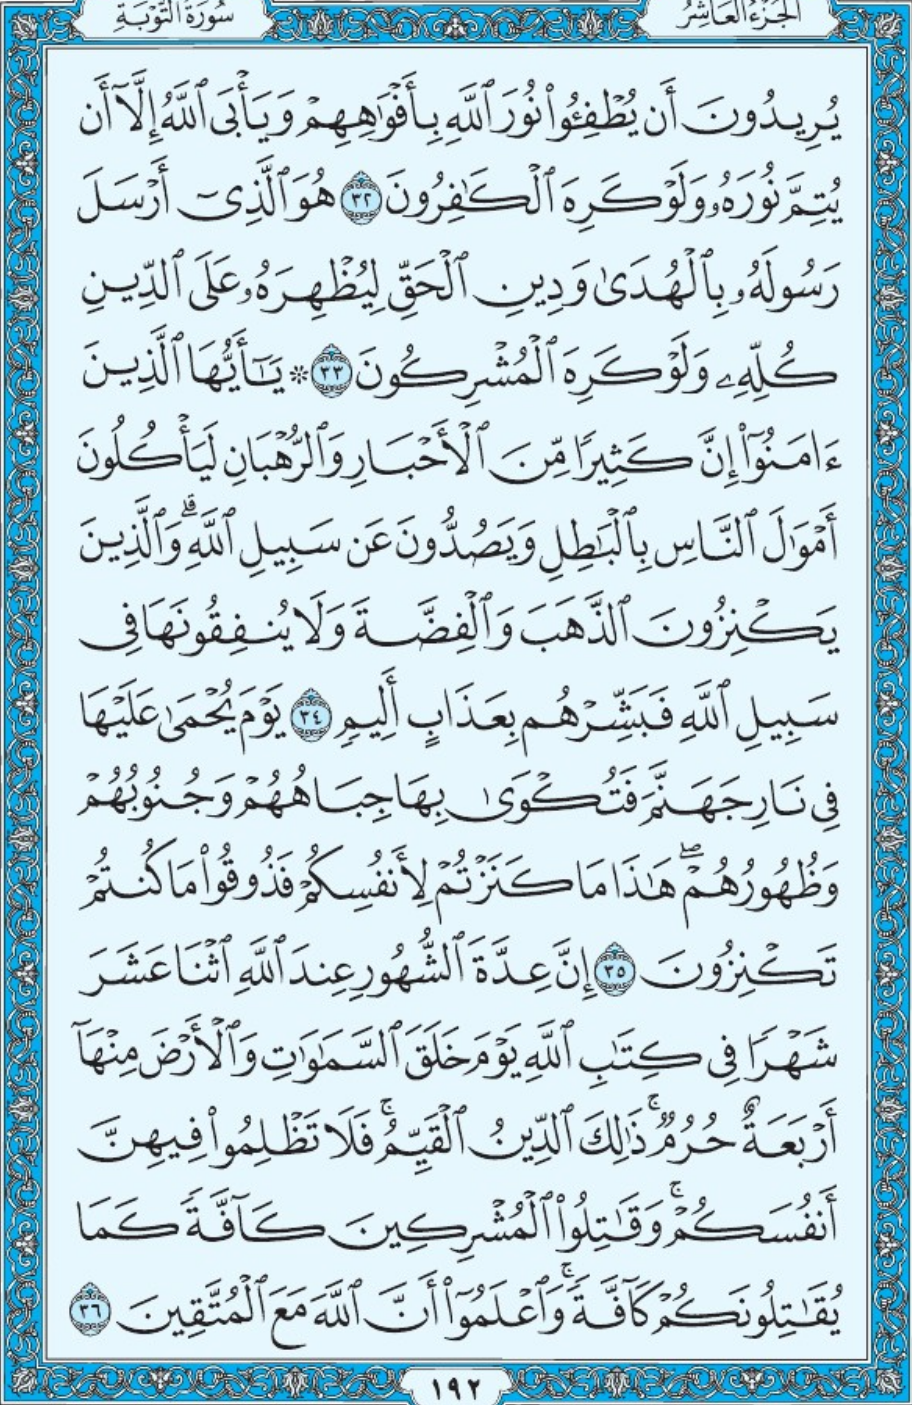 الجزء العاشر
سورة التوبة
يُرِيدُونَ أَن يُطْفِـُٔوا۟ نُورَ ٱللَّهِ بِأَفْوَٰهِهِمْ وَيَأْبَى ٱللَّهُ إِلَّآ أَن
يُتِمَّ نُورَهُۥ وَلَوْ كَرِهَ ٱلْكَٰفِرُونَ ٣٢ هُوَ ٱلَّذِىٓ أَرْسَلَ
رَسُولَهُۥ بِٱلْهُدَىٰ وَدِينِ ٱلْحَقِّ لِيُظْهِرَهُۥ عَلَى ٱلدِّينِ
كُلِّهِۦ وَلَوْ كَرِهَ ٱلْمُشْرِكُونَ ٣٣ * يَٰٓأَيُّهَا ٱلَّذِينَ
ءَامَنُوٓا۟ إِنَّ كَثِيرًا مِّنَ ٱلْأَحْبَارِ وَٱلرُّهْبَانِ لَيَأْكُلُونَ
أَمْوَٰلَ ٱلنَّاسِ بِٱلْبَٰطِلِ وَيَصُدُّونَ عَن سَبِيلِ ٱللَّهِ ۗ وَٱلَّذِينَ
يَكْنِزُونَ ٱلذَّهَبَ وَٱلْفِضَّةَ وَلَا يُنفِقُونَهَا فِى
سَبِيلِ ٱللَّهِ فَبَشِّرْهُم بِعَذَابٍ أَلِيمٍ ٣٤ يَوْمَ يُحْمَىٰ عَلَيْهَا
فِى نَارِ جَهَنَّمَ فَتُكْوَىٰ بِهَا جِبَاهُهُمْ وَجُنُوبُهُمْ
وَظُهُورُهُمْ ۖ هَٰذَا مَا كَنَزْتُمْ لِأَنفُسِكُمْ فَذُوقُوا۟ مَا كُنتُمْ
تَكْنِزُونَ ٣٥ إِنَّ عِدَّةَ ٱلشُّهُورِ عِندَ ٱللَّهِ ٱثْنَا عَشَرَ
شَهْرًا فِى كِتَٰبِ ٱللَّهِ يَوْمَ خَلَقَ ٱلسَّمَٰوَٰتِ وَٱلْأَرْضَ مِنْهَآ
أَرْبَعَةٌ حُرُمٌ ۚ ذَٰلِكَ ٱلدِّينُ ٱلْقَيِّمُ ۚ فَلَا تَظْلِمُوا۟ فِيهِنَّ
أَنفُسَكُمْ ۚ وَقَٰتِلُوا۟ ٱلْمُشْرِكِينَ كَآفَّةً كَمَا
يُقَٰتِلُونَكُمْ كَآفَّةً ۚ وَٱعْلَمُوٓا۟ أَنَّ ٱللَّهَ مَعَ ٱلْمُتَّقِينَ ٣٦
١٩٢